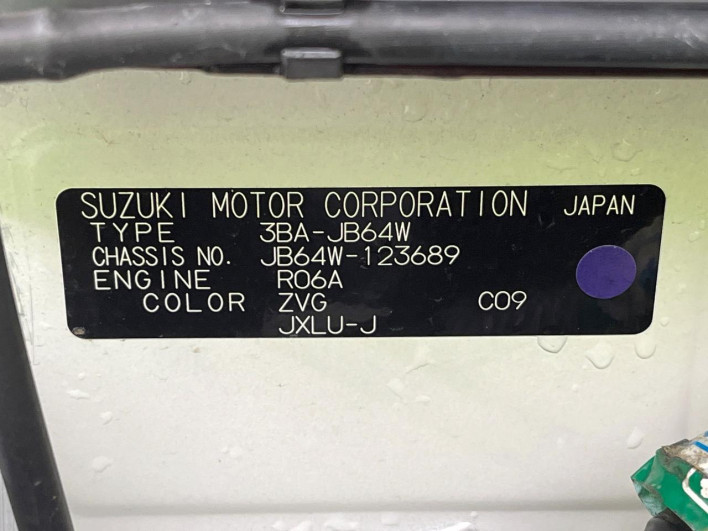 SUZUKI MOTOR CORPORATION JAPAN
TYPE 3BA-JB64W
CHASSIS NO. JB64W-123689
ENGINE R06A
COLOR ZVG C09
JXLU-J